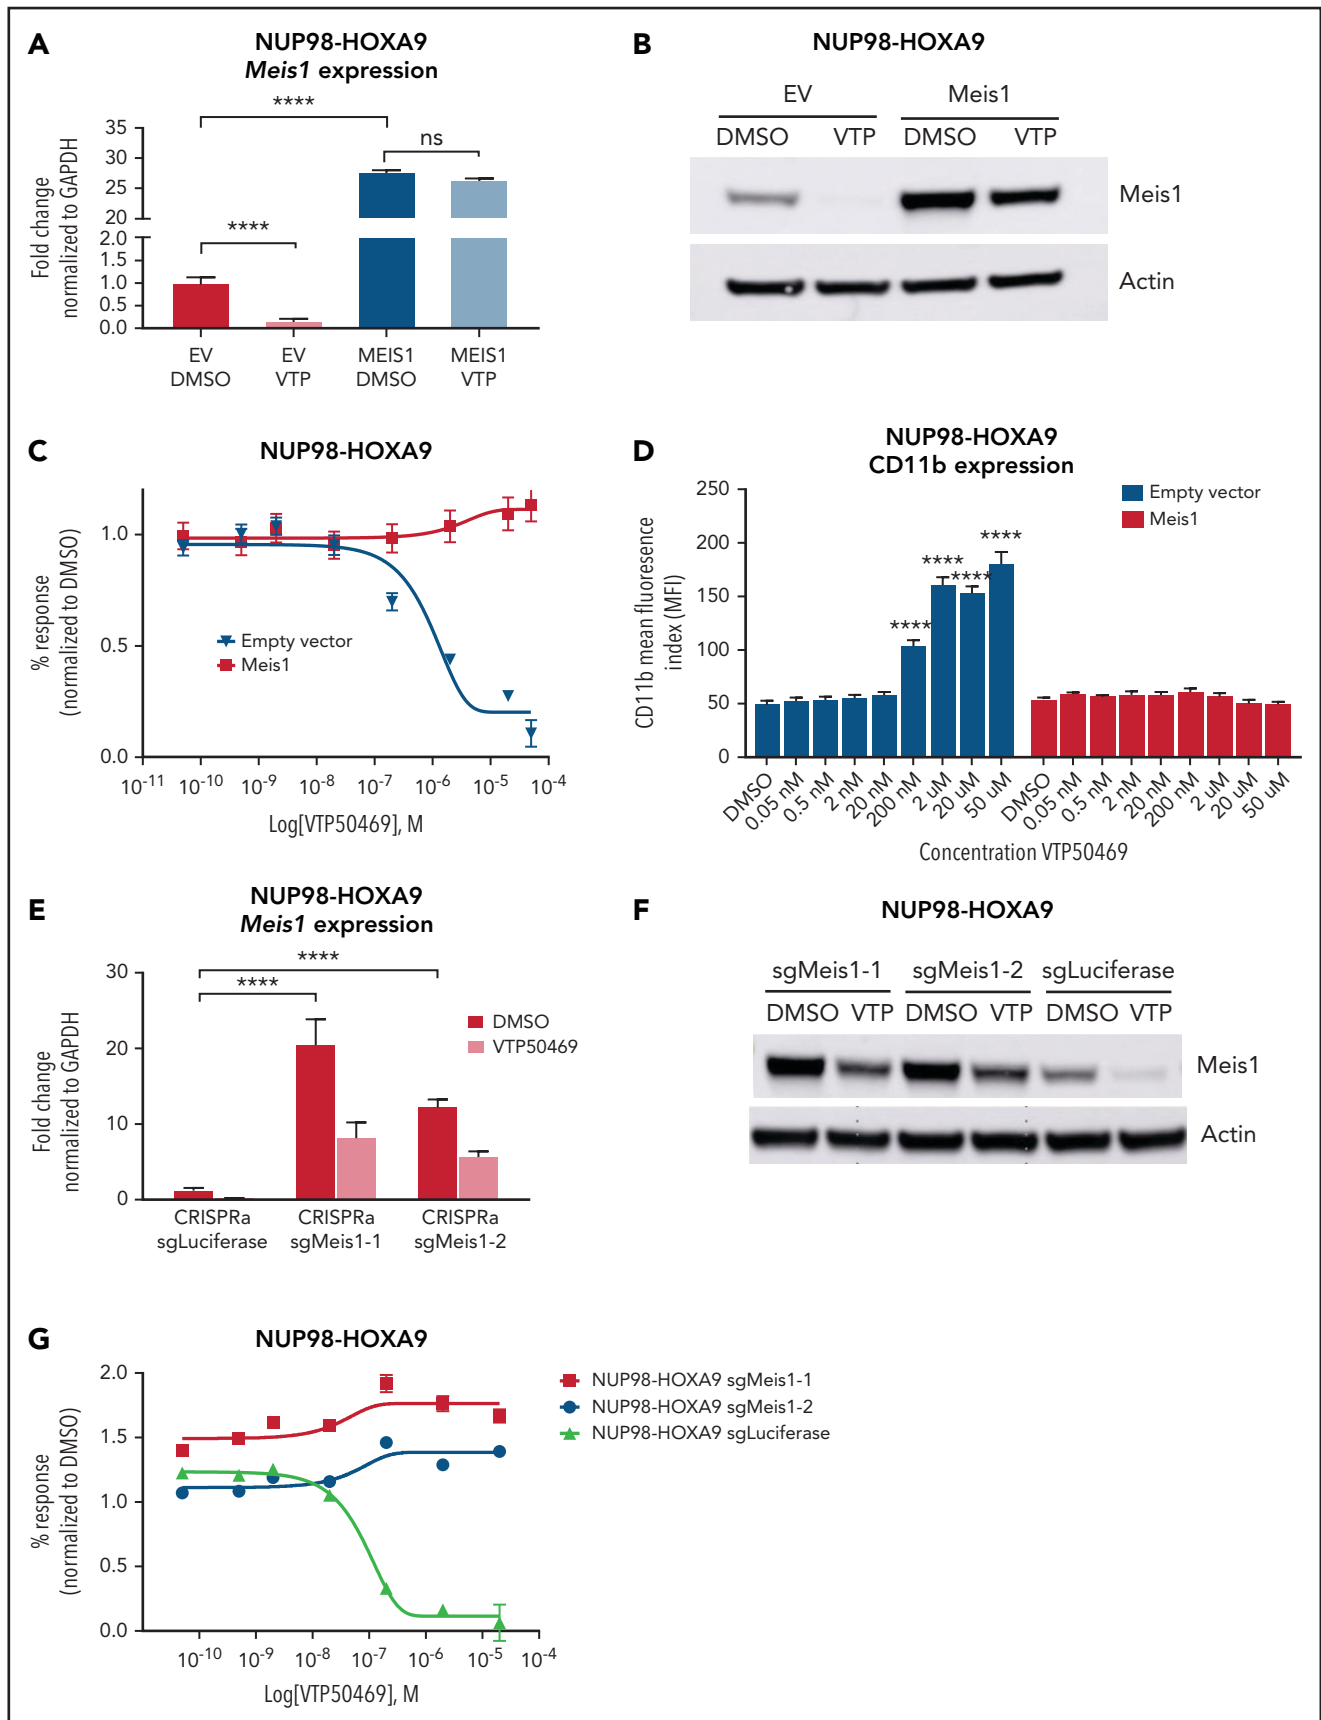 A
NUP98-HOXA9
Meis1 expression
Fold change
normalized to GAPDH
35
30
25
20
2.0
1.5
1.0
0.5
0.0
****
****
ns
EV
DMSO
EV
VTP
MEIS1
DMSO
MEIS1
VTP
B
NUP98-HOXA9
EV
Meis1
DMSO
VTP
DMSO
VTP
Meis1
Actin
C
NUP98-HOXA9
% response
(normalized to DMSO)
1.0
0.5
0.0
Empty vector
Meis1
10-11
10-10
10-9
10-8
10-7
10-6
10-5
10-4
Log[VTP50469], M
D
NUP98-HOXA9
CD11b expression
CD11b mean fluoresence
index (MFI)
250
200
150
100
50
0
****
****
****
****
Empty vector
Meis1
DMSO
0.05 nM
0.5 nM
2 nM
20 nM
200 nM
2 uM
20 uM
50 uM
DMSO
0.05 nM
0.5 nM
2 nM
20 nM
200 nM
2 uM
20 uM
50 uM
Concentration VTP50469
E
NUP98-HOXA9
Meis1 expression
Fold change
normalized to GAPDH
30
20
10
0
****
****
DMSO
VTP50469
CRISPRa
sgLuciferase
CRISPRa
sgMeis1-1
CRISPRa
sgMeis1-2
F
NUP98-HOXA9
sgMeis1-1
sgMeis1-2
sgLuciferase
DMSO
VTP
DMSO
VTP
DMSO
VTP
Meis1
Actin
G
NUP98-HOXA9
% response
(normalized to DMSO)
2.0
1.5
1.0
0.5
0.0
NUP98-HOXA9 sgMeis1-1
NUP98-HOXA9 sgMeis1-2
NUP98-HOXA9 sgLuciferase
10-10
10-9
10-8
10-7
10-6
10-5
10-4
Log[VTP50469], M